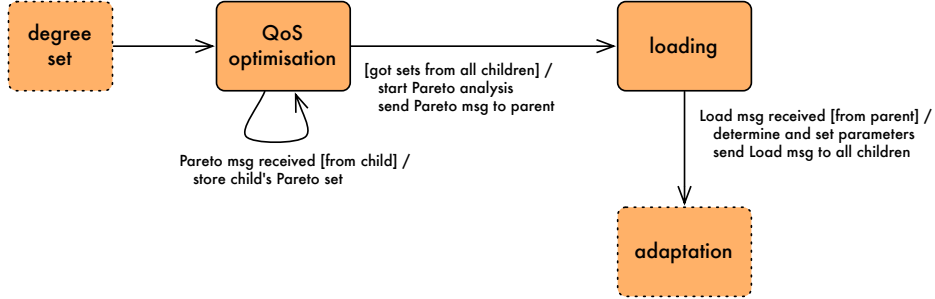 degree
set
QoS
optimisation
loading
[got sets from all children] /
start Pareto analysis
send Pareto msg to parent
Load msg received [from parent] /
determine and set parameters
send Load msg to all children
Pareto msg received [from child] /
store child's Pareto set
adaptation